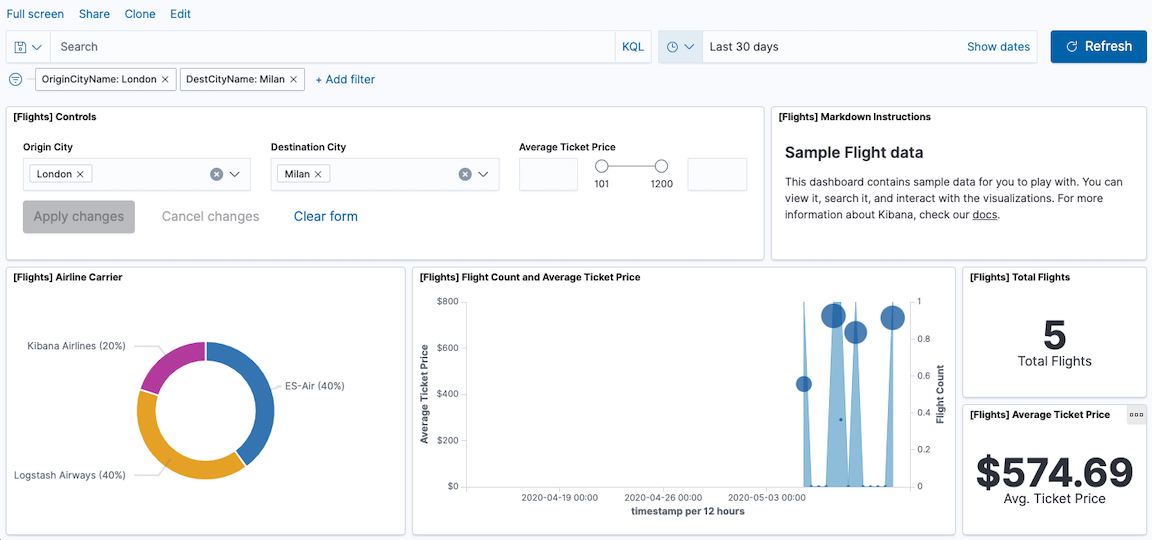 Full screen Share Clone Edit
Search KQL Last 30 days Show dates Refresh
OriginCityName: London × DestCityName: Milan × + Add filter
[Flights] Controls
Origin City Destination City Average Ticket Price
London × Milan ×
101 1200
Apply changes Cancel changes Clear form
[Flights] Markdown Instructions
Sample Flight data
This dashboard contains sample data for you to play with. You can
view it, search it, and interact with the visualizations. For more
information about Kibana, check our docs.
[Flights] Airline Carrier
Kibana Airlines (20%)
ES-Air (40%)
Logstash Airways (40%)
[Flights] Flight Count and Average Ticket Price
Average Ticket Price
$800
$600
$400
$200
$0
1
0.8
0.6
0.4
0.2
0
Flight Count
2020-04-19 00:00 2020-04-26 00:00 2020-05-03 00:00
timestamp per 12 hours
[Flights] Total Flights
5
Total Flights
[Flights] Average Ticket Price
$574.69
Avg. Ticket Price